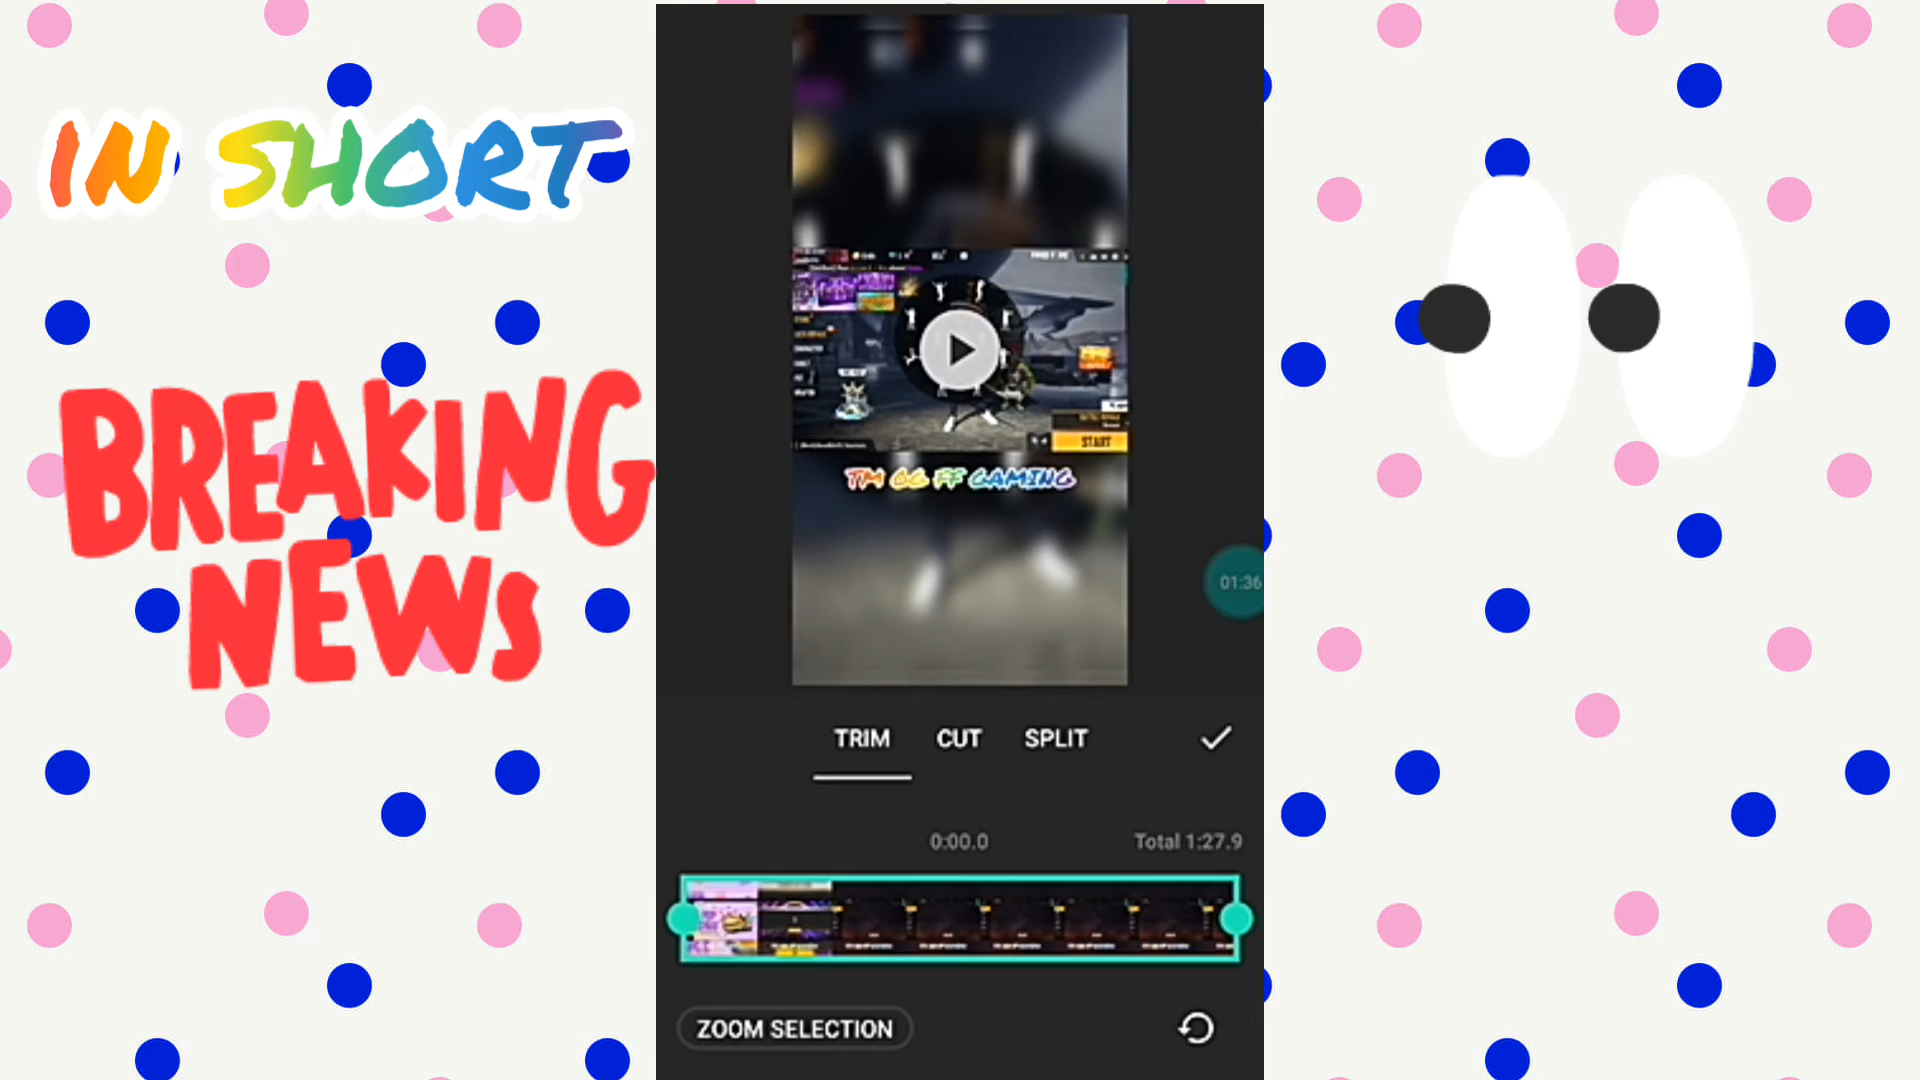 IN SHORT
BREAKING
NEWS
START
TM OG FF GAMING
01:36
TRIM CUT SPLIT
0:00.0 Total 1:27.9
ZOOM SELECTION